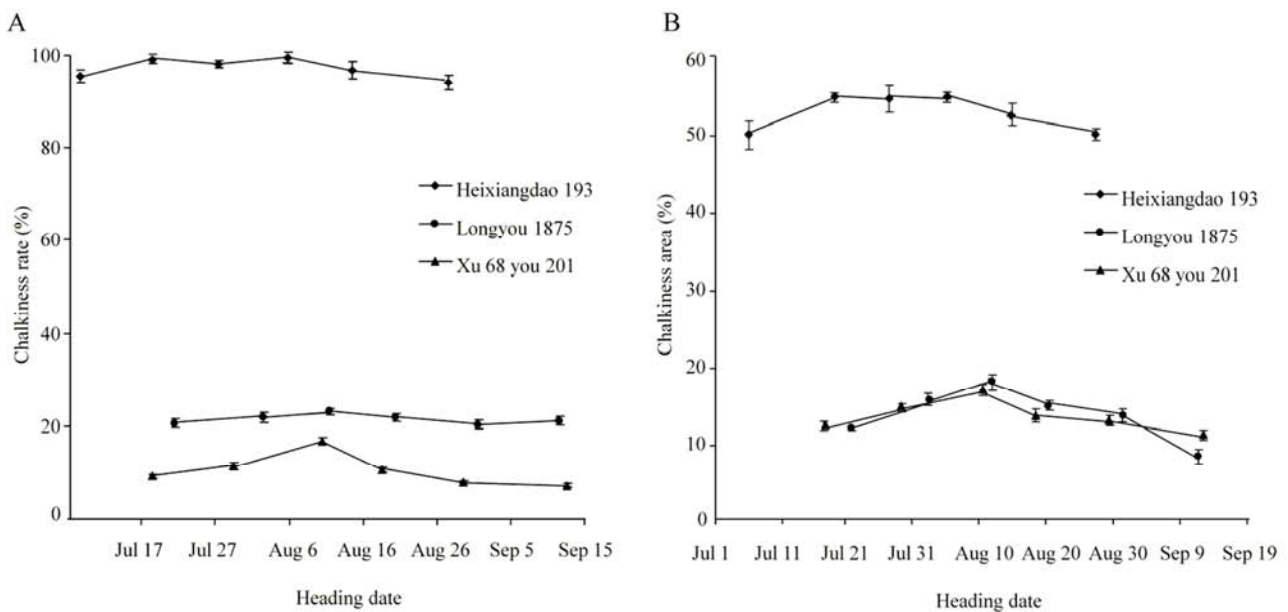 A
Chalkiness rate (%)
100
80
60
40
20
0
Heixiangdao 193
Longyou 1875
Xu 68 you 201
Jul 17 Jul 27 Aug 6 Aug 16 Aug 26 Sep 5 Sep 15
Heading date
B
Chalkiness area (%)
60
50
40
30
20
10
0
Heixiangdao 193
Longyou 1875
Xu 68 you 201
Jul 1 Jul 11 Jul 21 Jul 31 Aug 10 Aug 20 Aug 30 Sep 9 Sep 19
Heading date